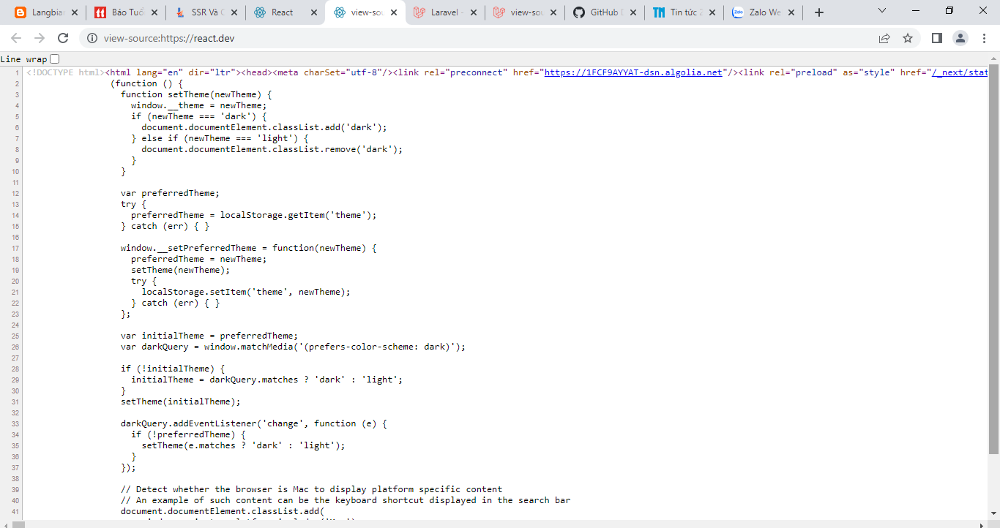 Langbian
Báo Tuổ
SSR Và C
React
view-sou
Laravel -
view-sou
GitHub D
Tin tức 2
Zalo We
view-source:https://react.dev
Line wrap
1 <!DOCTYPE html><html lang="en" dir="ltr"><head><meta charSet="utf-8"/><link rel="preconnect" href="https://1FCF9AYYAT-dsn.algolia.net"/><link rel="preload" as="style" href="/_next/stat
2 (function () {
3 function setTheme(newTheme) {
4 window.__theme = newTheme;
5 if (newTheme === 'dark') {
6 document.documentElement.classList.add('dark');
7 } else if (newTheme === 'light') {
8 document.documentElement.classList.remove('dark');
9 }
10 }
11
12 var preferredTheme;
13 try {
14 preferredTheme = localStorage.getItem('theme');
15 } catch (err) { }
16
17 window.__setPreferredTheme = function(newTheme) {
18 preferredTheme = newTheme;
19 setTheme(newTheme);
20 try {
21 localStorage.setItem('theme', newTheme);
22 } catch (err) { }
23 };
24
25 var initialTheme = preferredTheme;
26 var darkQuery = window.matchMedia('(prefers-color-scheme: dark)');
27
28 if (!initialTheme) {
29 initialTheme = darkQuery.matches ? 'dark' : 'light';
30 }
31 setTheme(initialTheme);
32
33 darkQuery.addEventListener('change', function (e) {
34 if (!preferredTheme) {
35 setTheme(e.matches ? 'dark' : 'light');
36 }
37 });
38
39 // Detect whether the browser is Mac to display platform specific content
40 // An example of such content can be the keyboard shortcut displayed in the search bar
41 document.documentElement.classList.add(